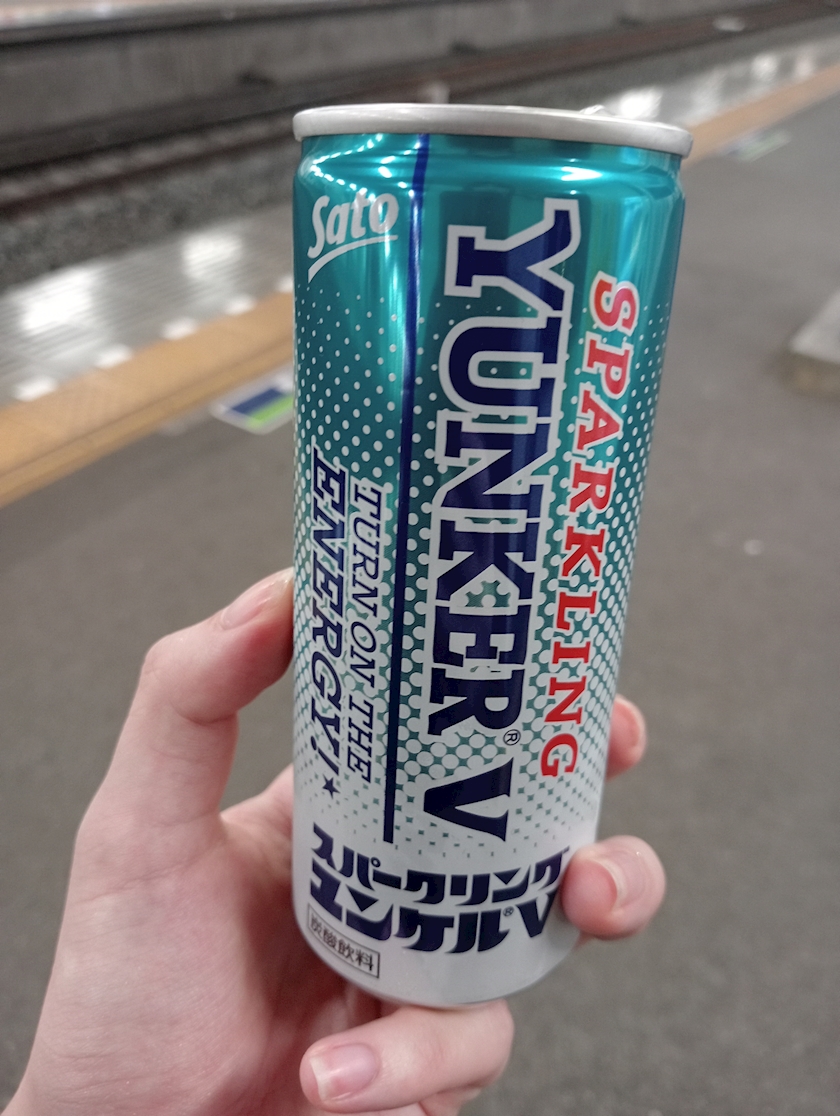 Sato
SPARKLING
YUNKER® V
TURN ON THE
ENERGY!★
スパークリング
ユンケル®V
炭酸飲料